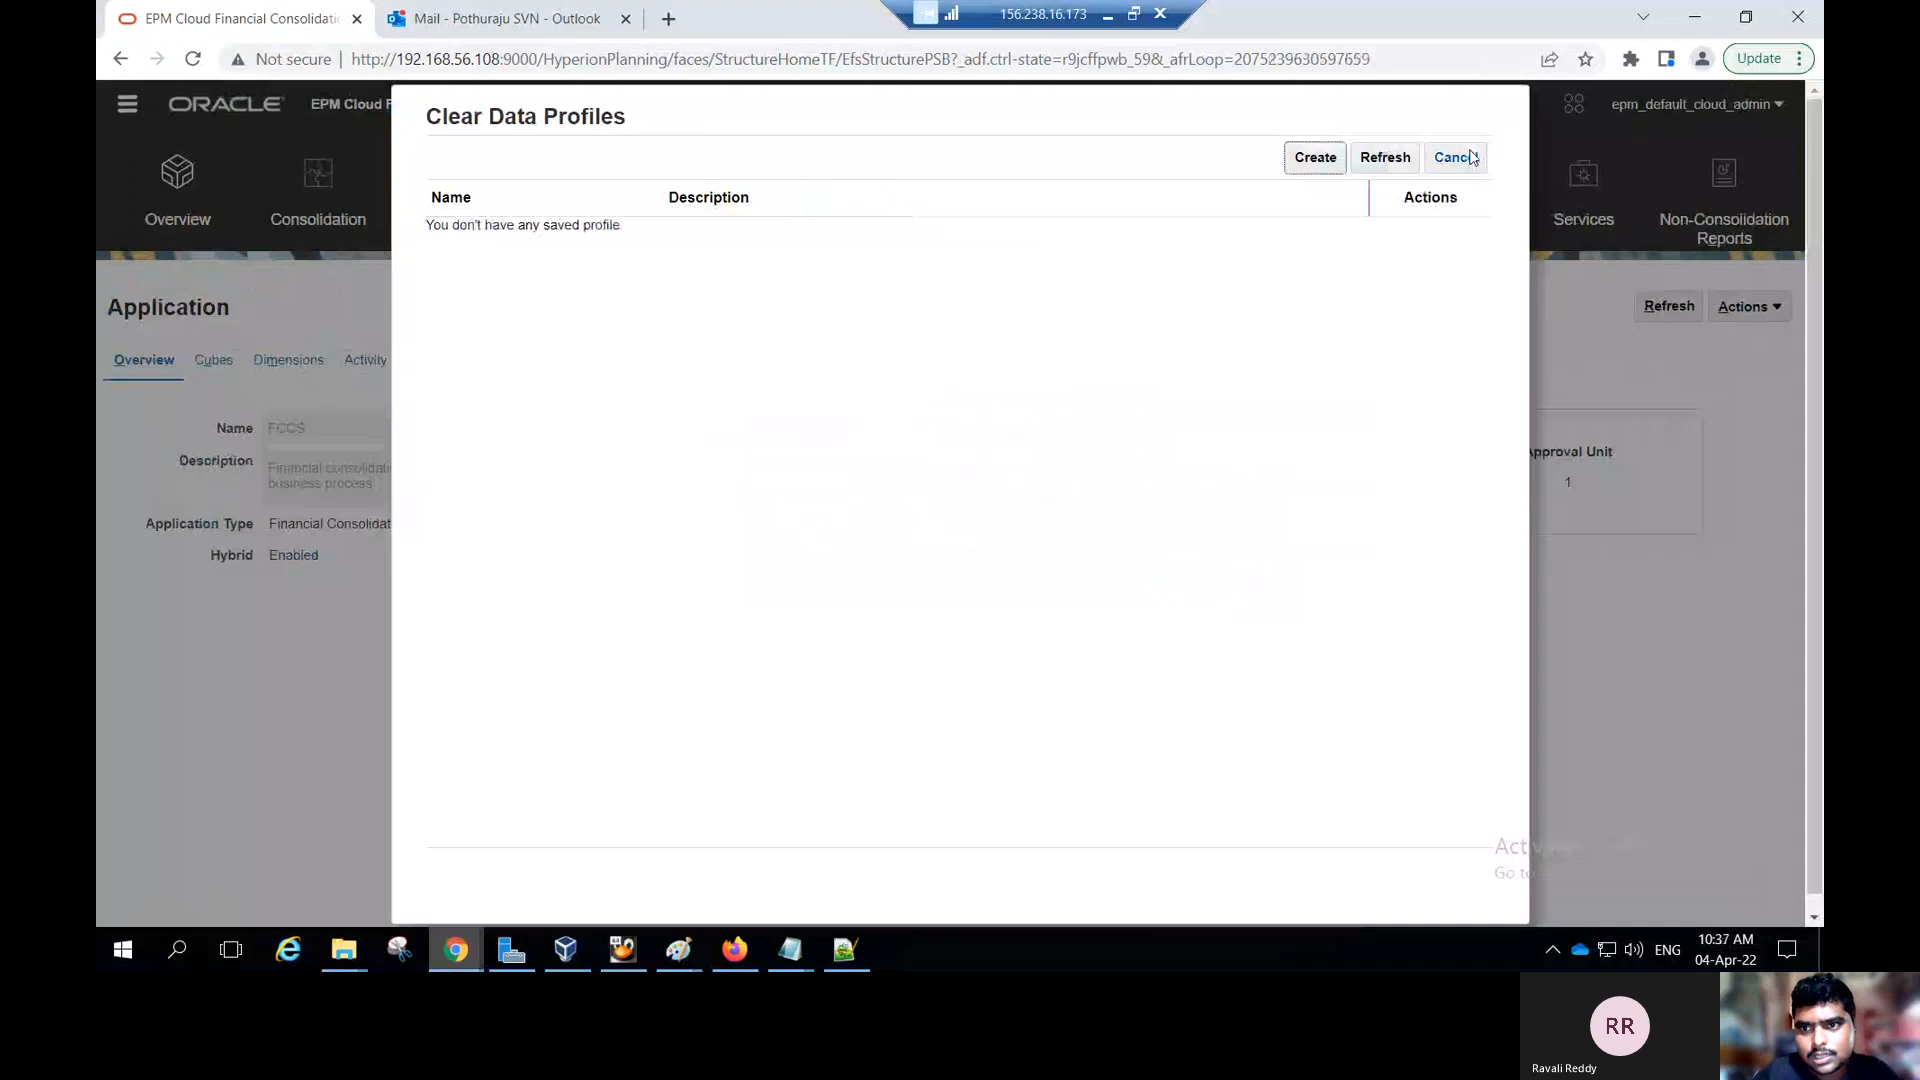 EPM Cloud Financial Consolidati
Mail - Pothuraju SVN - Outlook
156.238.16.173
Not secure
http://192.168.56.108:9000/HyperionPlanning/faces/StructureHomeTF/EfsStructurePSB?_adf.ctrl-state=r9jcffpwb_59&_afrLoop=2075239630597659
Update
ORACLE
EPM Cloud F
epm_default_cloud_admin
Clear Data Profiles
Create
Refresh
Cancel
Name
Description
Actions
You don't have any saved profile.
Overview
Consolidation
Services
Non-Consolidation
Reports
Application
Refresh
Actions
Overview
Cubes
Dimensions
Activity
Name
FCCS
Description
Financial consolidati
business process
Application Type
Financial Consolidat
Hybrid
Enabled
Approval Unit
1
Go to
ENG
10:37 AM
04-Apr-22
RR
Ravali Reddy